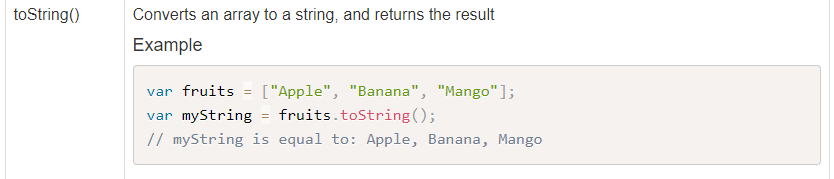 toString() Converts an array to a string, and returns the result
Example
var fruits = ["Apple", "Banana", "Mango"];
var myString = fruits.toString();
// myString is equal to: Apple, Banana, Mango